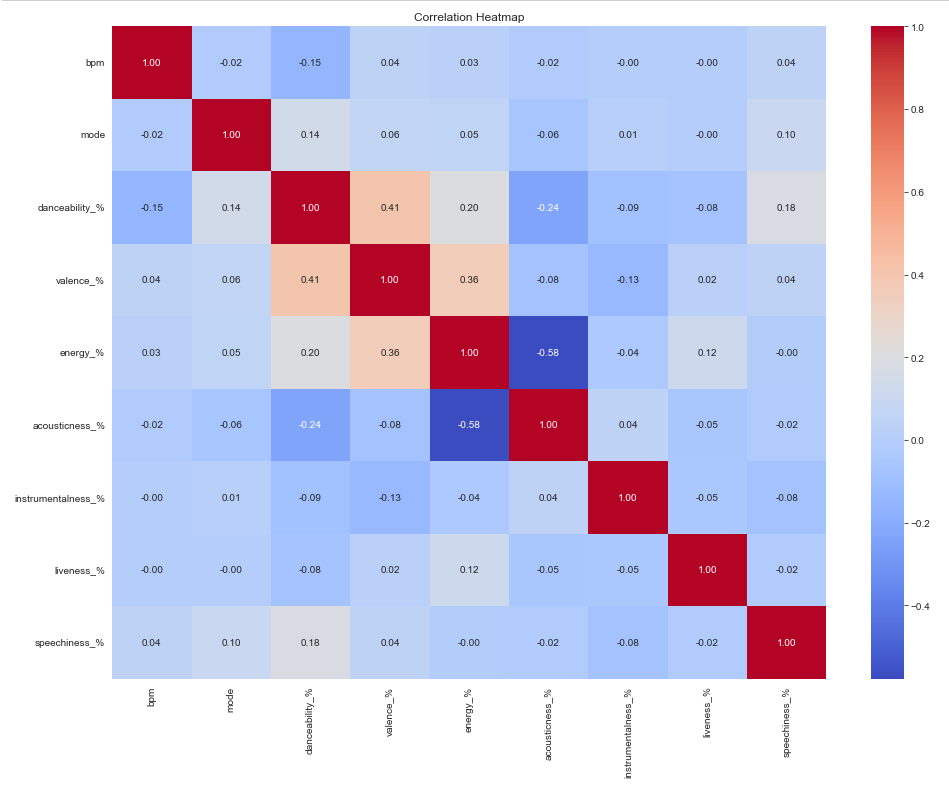 Correlation Heatmap
bpm 1.00 -0.02 -0.15 0.04 0.03 -0.02 -0.00 -0.00 0.04
mode -0.02 1.00 0.14 0.06 0.05 -0.06 0.01 -0.00 0.10
danceability_% -0.15 0.14 1.00 0.41 0.20 -0.24 -0.09 -0.08 0.18
valence_% 0.04 0.06 0.41 1.00 0.36 -0.08 -0.13 0.02 0.04
energy_% 0.03 0.05 0.20 0.36 1.00 -0.58 -0.04 0.12 -0.00
acousticness_% -0.02 -0.06 -0.24 -0.08 -0.58 1.00 0.04 -0.05 -0.02
instrumentalness_% -0.00 0.01 -0.09 -0.13 -0.04 0.04 1.00 -0.05 -0.08
liveness_% -0.00 -0.00 -0.08 0.02 0.12 -0.05 -0.05 1.00 -0.02
speechiness_% 0.04 0.10 0.18 0.04 -0.00 -0.02 -0.08 -0.02 1.00
bpm mode danceability_% valence_% energy_% acousticness_% instrumentalness_% liveness_% speechiness_%
1.0
0.8
0.6
0.4
0.2
0.0
-0.2
-0.4